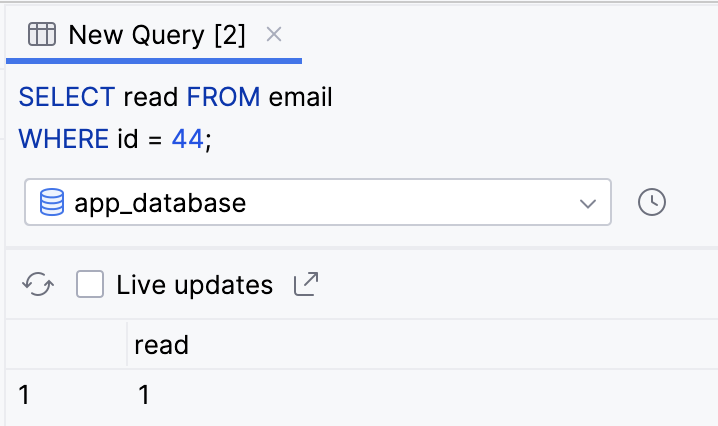 New Query [2]
SELECT read FROM email
WHERE id = 44;
app_database
Live updates
read
1 1